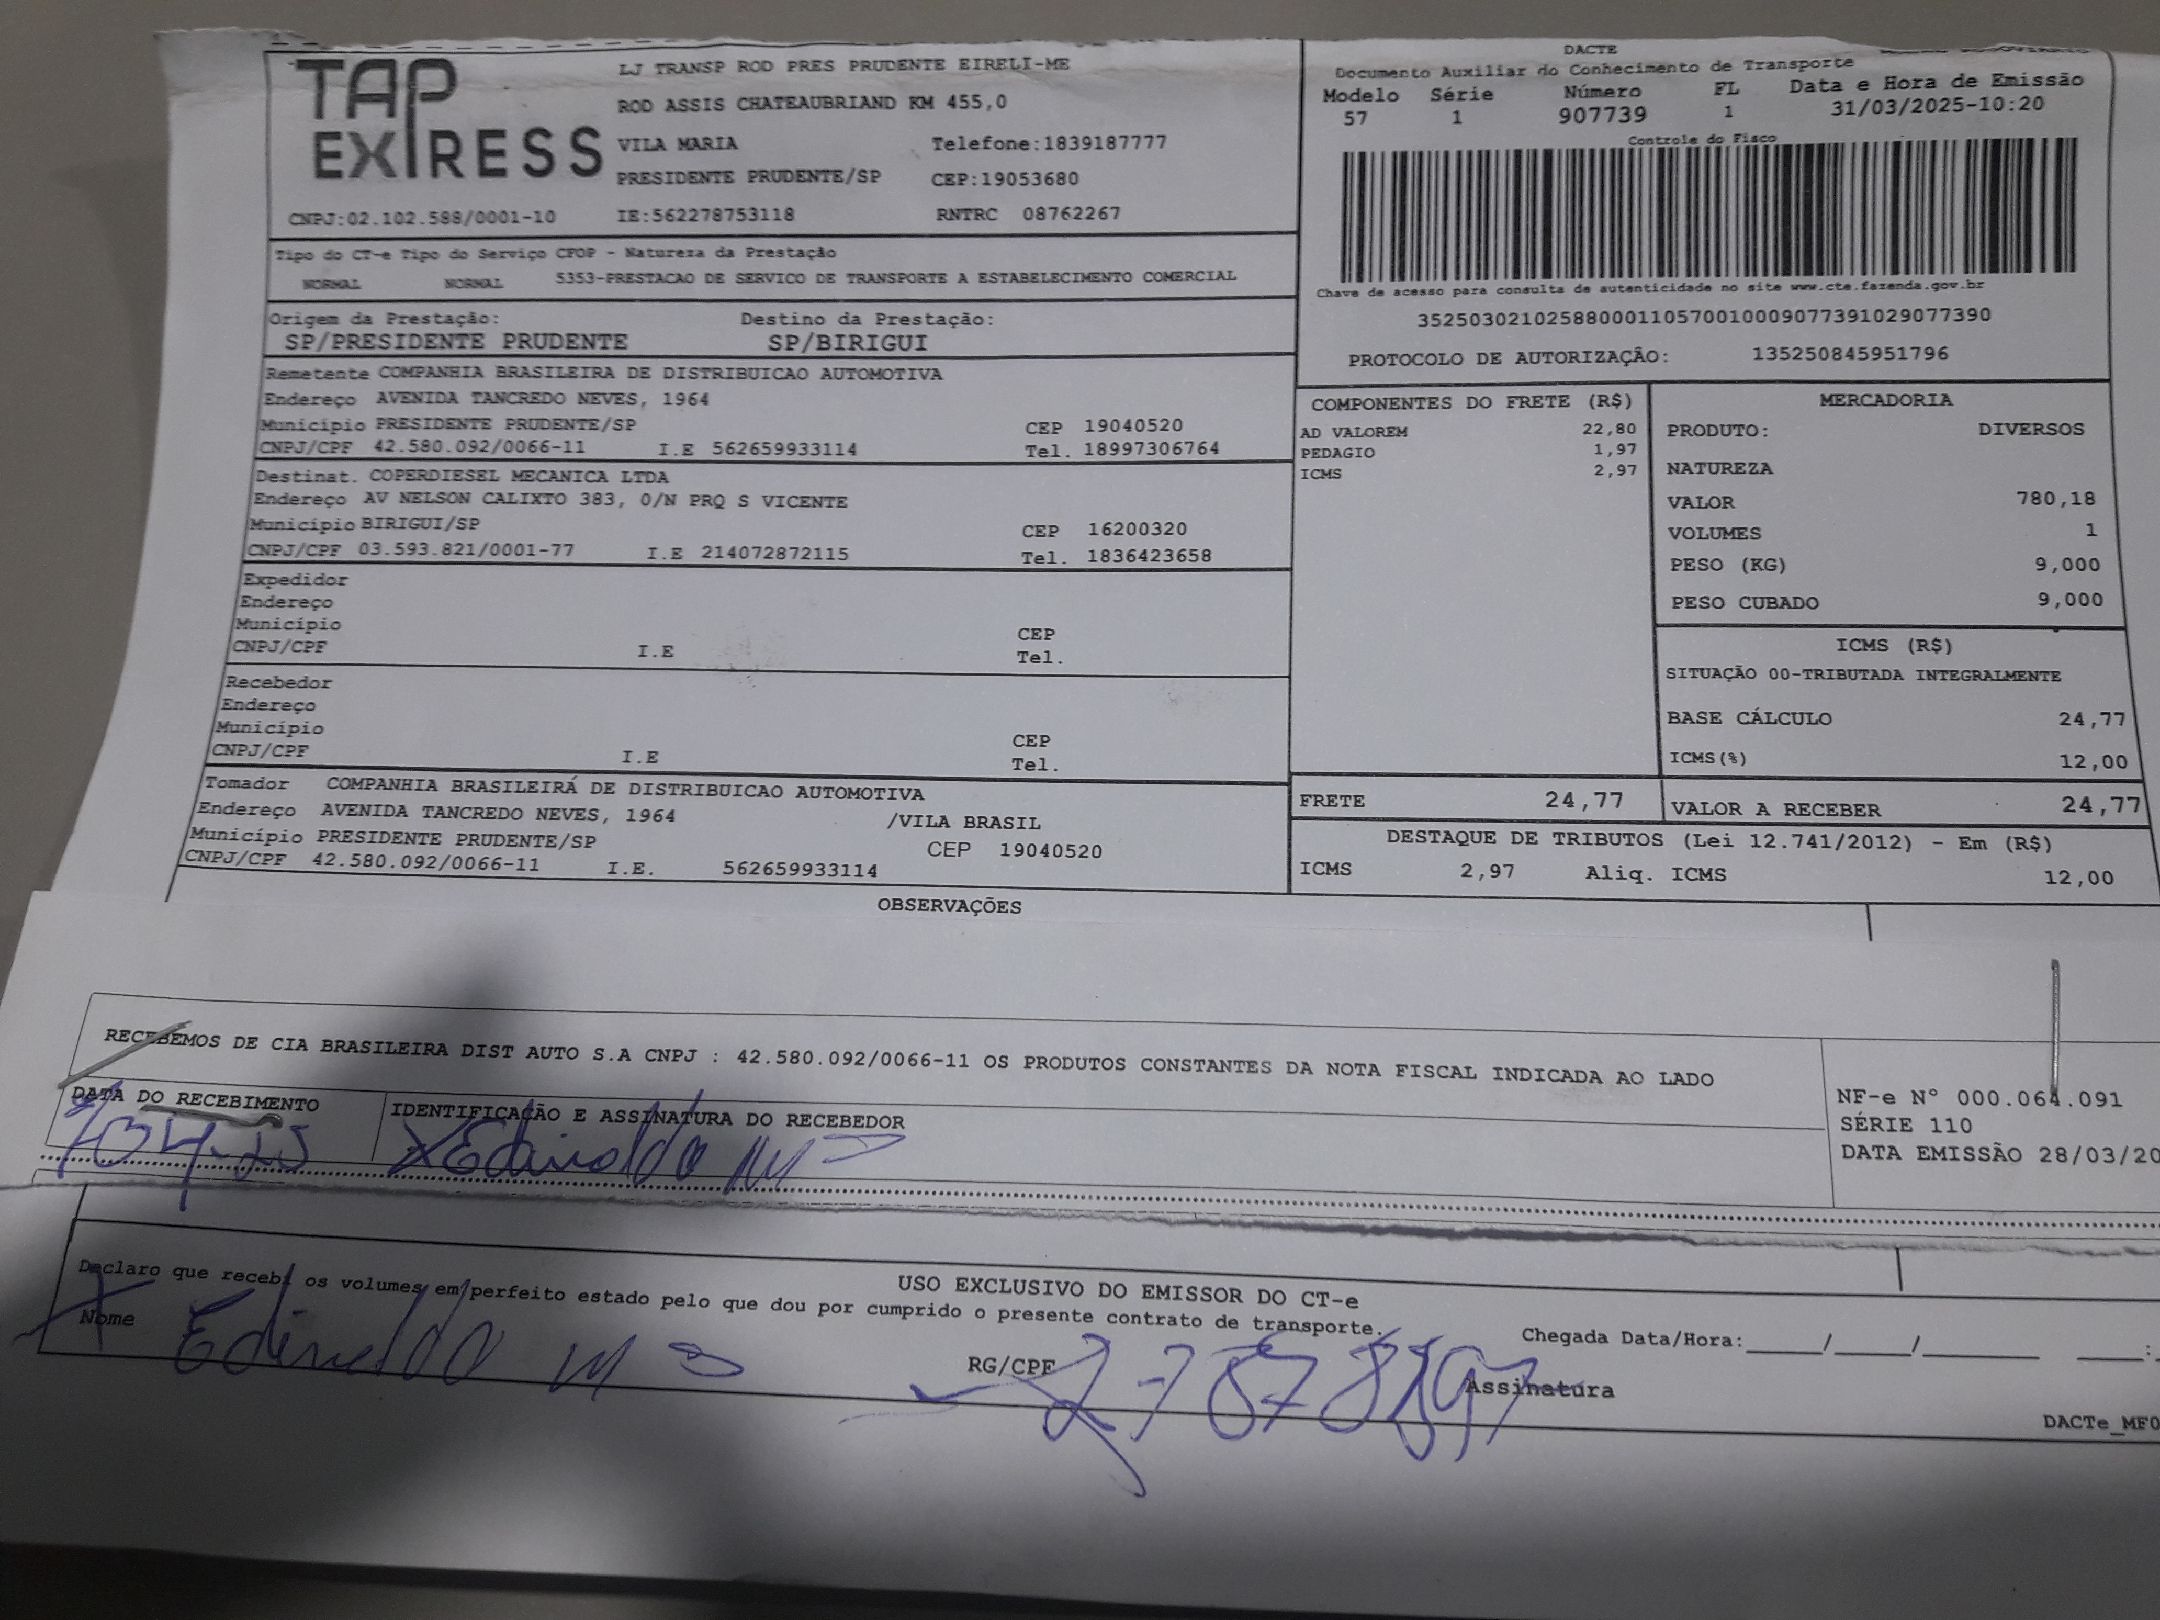 TAP EXPRESS
LJ TRANSP ROD PRES PRUDENTE EIRELI-ME
ROD ASSIS CHATEAUBRIAND KM 455,0
VILA MARIA Telefone:1839187777
PRESIDENTE PRUDENTE/SP CEP:19053680
CNPJ:02.102.588/0001-10 IE:562278753118 RNTRC 08762267
DACTE
Documento Auxiliar do Conhecimento de Transporte
Modelo Série Número FL Data e Hora de Emissão
57 1 907739 1 31/03/2025-10:20
Controle do Fisco
Chave de acesso para consulta de autenticidade no site www.cte.fazenda.gov.br
35250302102588000110570010009077391029077390
PROTOCOLO DE AUTORIZAÇÃO: 135250845951796
Tipo do CT-e Tipo do Serviço CFOP - Natureza da Prestação
NORMAL NORMAL 5353-PRESTACAO DE SERVICO DE TRANSPORTE A ESTABELECIMENTO COMERCIAL
Origem da Prestação: Destino da Prestação:
SP/PRESIDENTE PRUDENTE SP/BIRIGUI
Remetente COMPANHIA BRASILEIRA DE DISTRIBUICAO AUTOMOTIVA
Endereço AVENIDA TANCREDO NEVES, 1964
Município PRESIDENTE PRUDENTE/SP CEP 19040520
CNPJ/CPF 42.580.092/0066-11 I.E 562659933114 Tel. 18997306764
Destinat. COPERDIESEL MECANICA LTDA
Endereço AV NELSON CALIXTO 383, 0/N PRQ S VICENTE
Município BIRIGUI/SP CEP 16200320
CNPJ/CPF 03.593.821/0001-77 I.E 214072872115 Tel. 1836423658
Expedidor
Endereço
Município CEP
CNPJ/CPF I.E Tel.
Recebedor
Endereço
Município CEP
CNPJ/CPF I.E Tel.
Tomador COMPANHIA BRASILEIRÁ DE DISTRIBUICAO AUTOMOTIVA
Endereço AVENIDA TANCREDO NEVES, 1964 /VILA BRASIL
Município PRESIDENTE PRUDENTE/SP CEP 19040520
CNPJ/CPF 42.580.092/0066-11 I.E. 562659933114
COMPONENTES DO FRETE (R$)
AD VALOREM 22,80
PEDAGIO 1,97
ICMS 2,97
MERCADORIA
PRODUTO: DIVERSOS
NATUREZA
VALOR 780,18
VOLUMES 1
PESO (KG) 9,000
PESO CUBADO 9,000
ICMS (R$)
SITUAÇÃO 00-TRIBUTADA INTEGRALMENTE
BASE CÁLCULO 24,77
ICMS(%) 12,00
FRETE 24,77 VALOR A RECEBER 24,77
DESTAQUE DE TRIBUTOS (Lei 12.741/2012) - Em (R$)
ICMS 2,97 Aliq. ICMS 12,00
OBSERVAÇÕES
RECEBEMOS DE CIA BRASILEIRA DIST AUTO S.A CNPJ : 42.580.092/0066-11 OS PRODUTOS CONSTANTES DA NOTA FISCAL INDICADA AO LADO
DATA DO RECEBIMENTO IDENTIFICAÇÃO E ASSINATURA DO RECEBEDOR
Edinaldo M
NF-e Nº 000.064.091
SÉRIE 110
DATA EMISSÃO 28/03/20
USO EXCLUSIVO DO EMISSOR DO CT-e
Declaro que recebi os volumes em perfeito estado pelo que dou por cumprido o presente contrato de transporte.
Nome Edinaldo M RG/CPF Assinatura
Chegada Data/Hora:_____/_____/_______ ____:
DACTe_MF0